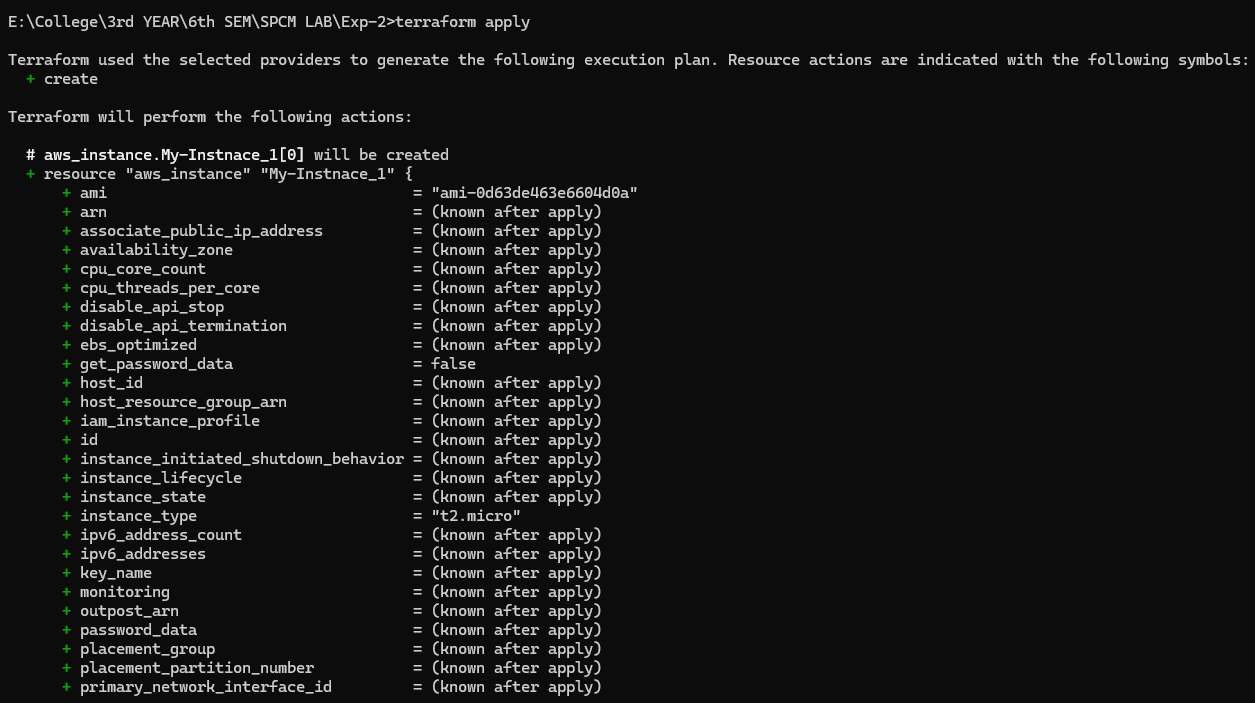 E:\College\3rd YEAR\6th SEM\SPCM LAB\Exp-2>terraform apply
Terraform used the selected providers to generate the following execution plan. Resource actions are indicated with the following symbols:
+ create
Terraform will perform the following actions:
# aws_instance.My-Instnace_1[0] will be created
+ resource "aws_instance" "My-Instnace_1" {
+ ami = "ami-0d63de463e6604d0a"
+ arn = (known after apply)
+ associate_public_ip_address = (known after apply)
+ availability_zone = (known after apply)
+ cpu_core_count = (known after apply)
+ cpu_threads_per_core = (known after apply)
+ disable_api_stop = (known after apply)
+ disable_api_termination = (known after apply)
+ ebs_optimized = (known after apply)
+ get_password_data = false
+ host_id = (known after apply)
+ host_resource_group_arn = (known after apply)
+ iam_instance_profile = (known after apply)
+ id = (known after apply)
+ instance_initiated_shutdown_behavior = (known after apply)
+ instance_lifecycle = (known after apply)
+ instance_state = (known after apply)
+ instance_type = "t2.micro"
+ ipv6_address_count = (known after apply)
+ ipv6_addresses = (known after apply)
+ key_name = (known after apply)
+ monitoring = (known after apply)
+ outpost_arn = (known after apply)
+ password_data = (known after apply)
+ placement_group = (known after apply)
+ placement_partition_number = (known after apply)
+ primary_network_interface_id = (known after apply)